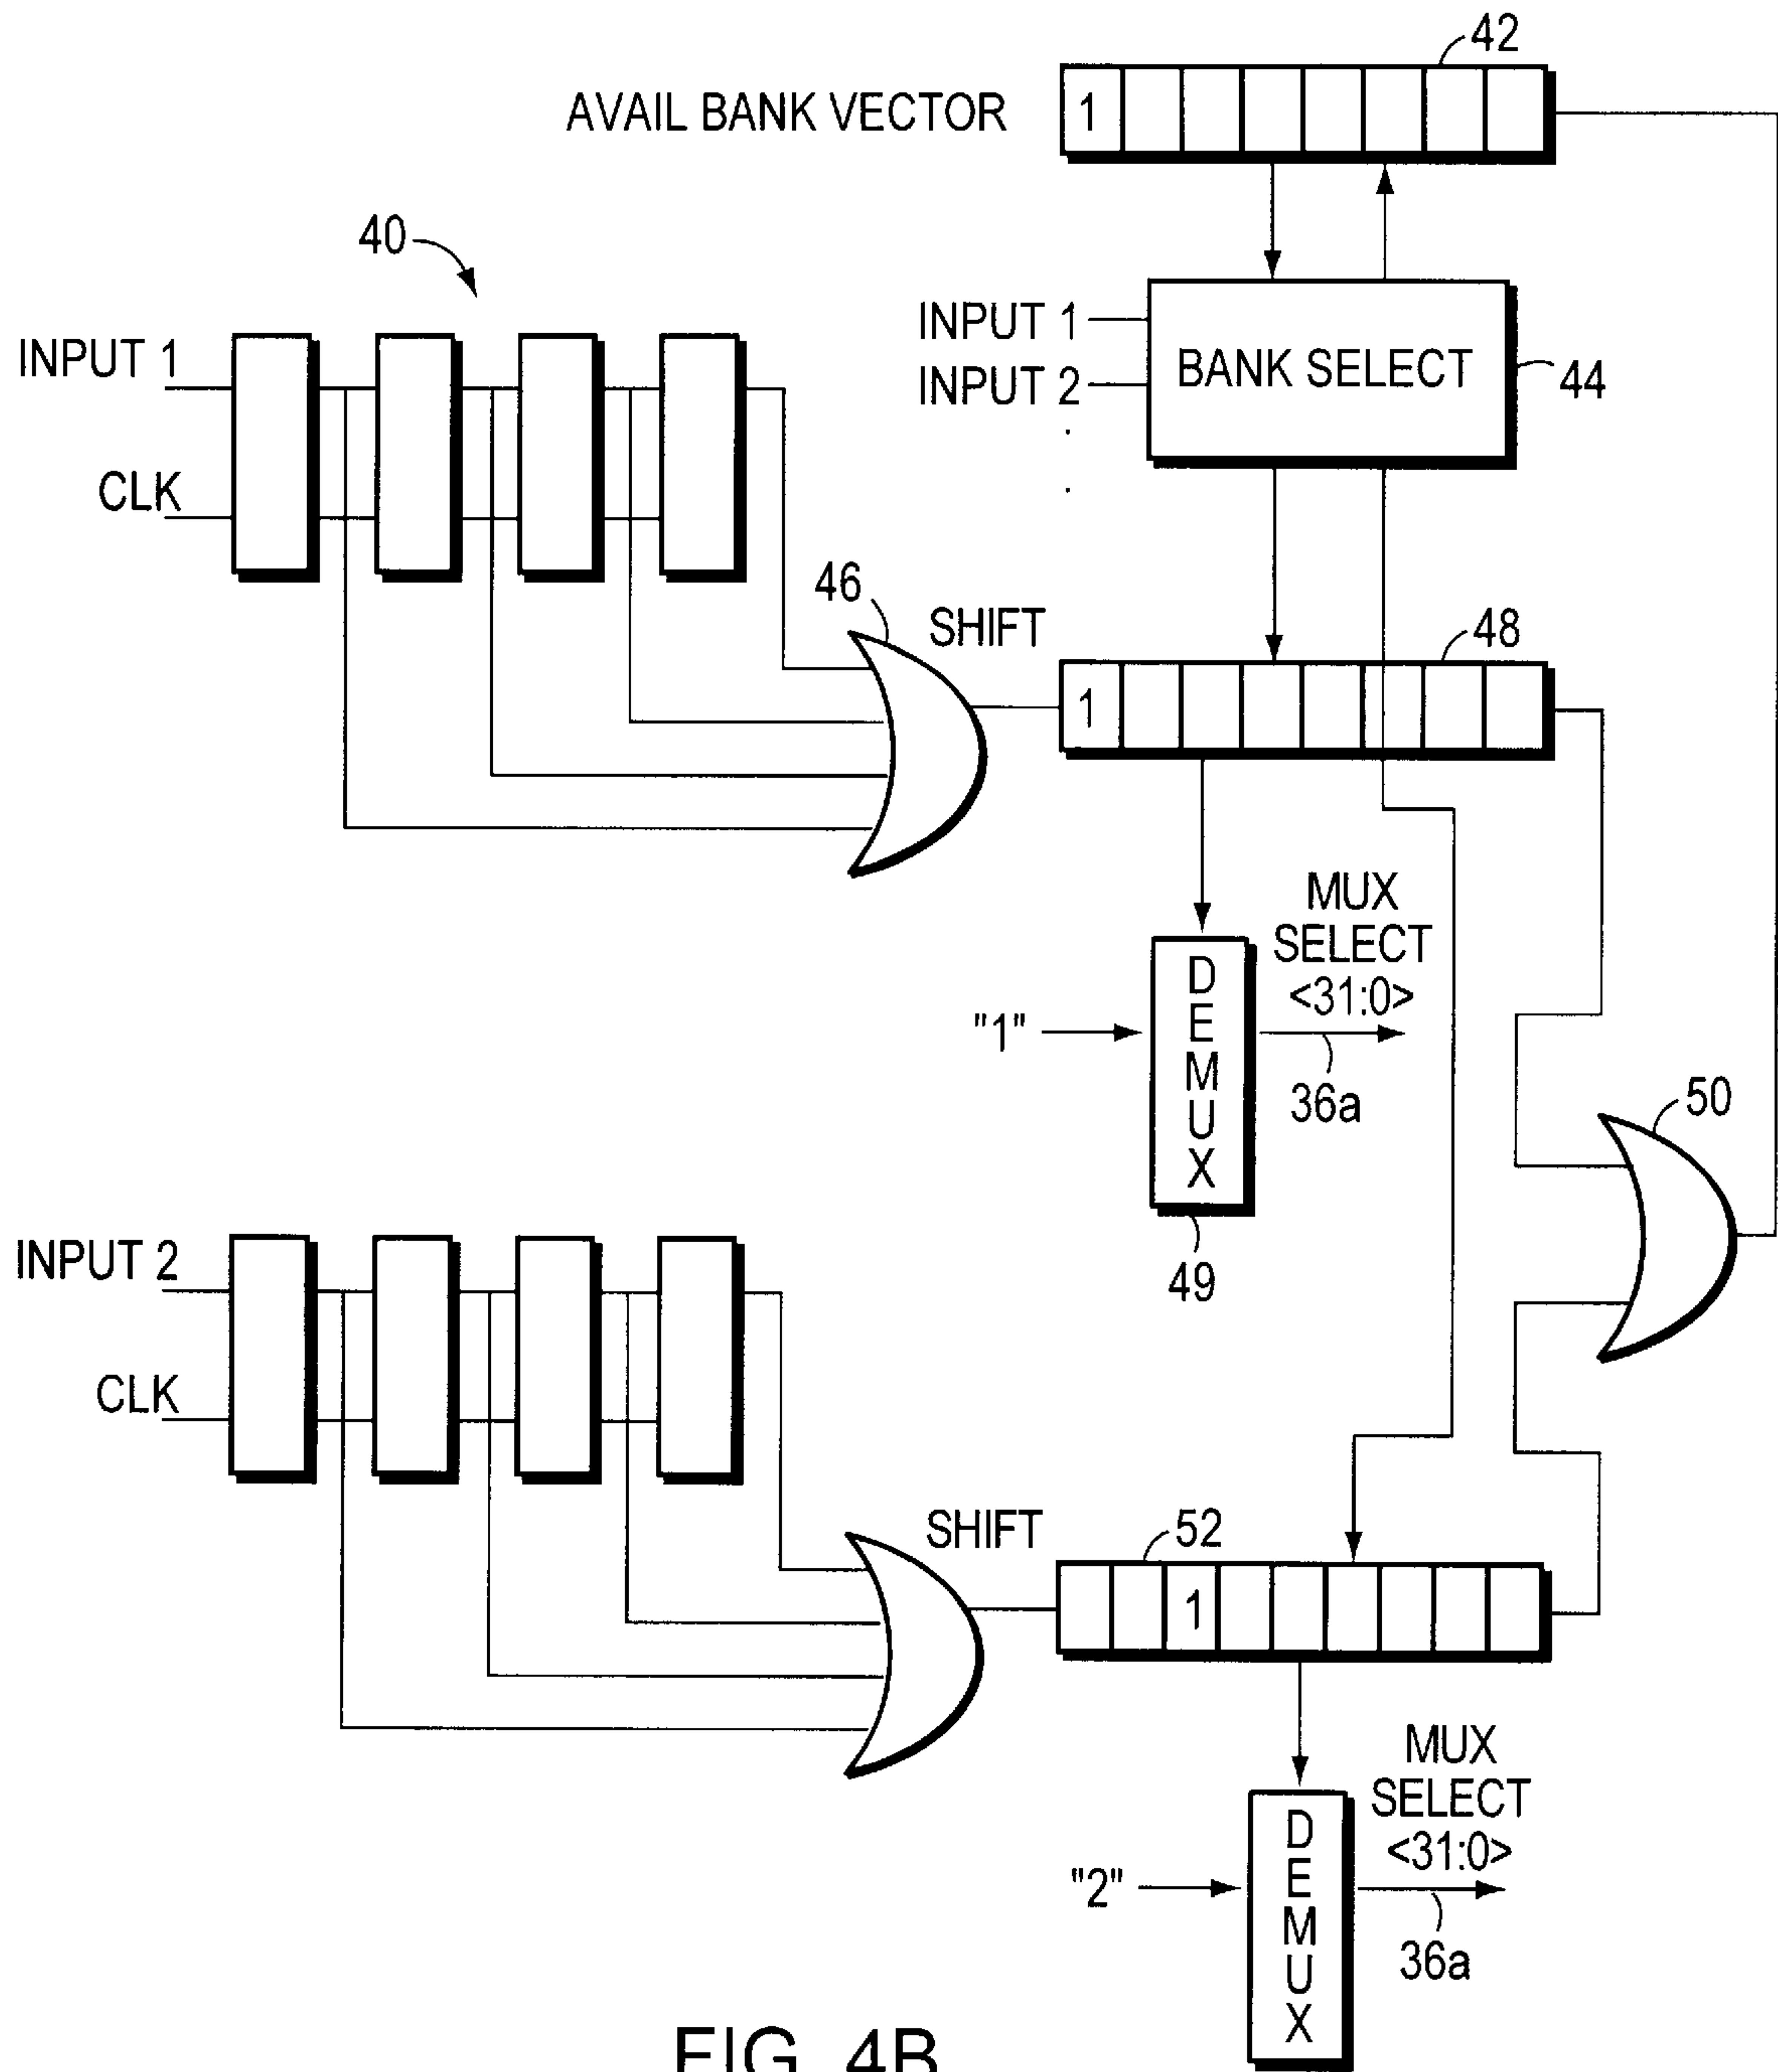 42
AVAIL BANK VECTOR
1
40
INPUT 1
CLK
INPUT 1
INPUT 2
.
.
BANK SELECT
44
46
SHIFT
48
1
MUX
SELECT
<31:0>
"1"
DEMUX
36a
49
50
INPUT 2
CLK
SHIFT
52
1
MUX
SELECT
<31:0>
"2"
DEMUX
36a
FIG. 4B